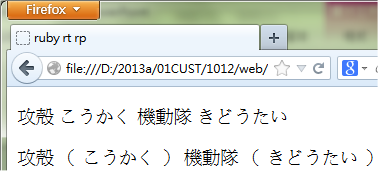 Firefox
ruby rt rp
file:///D:/2013a/01CUST/1012/web/
攻殻 こうかく 機動隊 きどうたい
攻殻 （ こうかく ） 機動隊 （ きどうたい ）